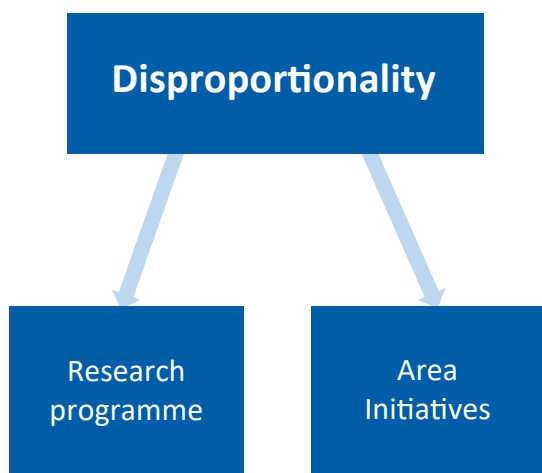 Disproportionality
Research
programme
Area
Initiatives